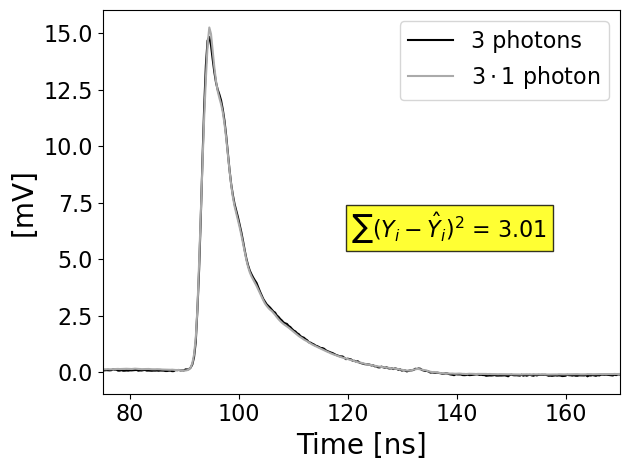 3 photons
3 · 1 photon
15.0
12.5
10.0
7.5
5.0
2.5
0.0
[mV]
∑(Yᵢ − Ŷᵢ)² = 3.01
80 100 120 140 160
Time [ns]